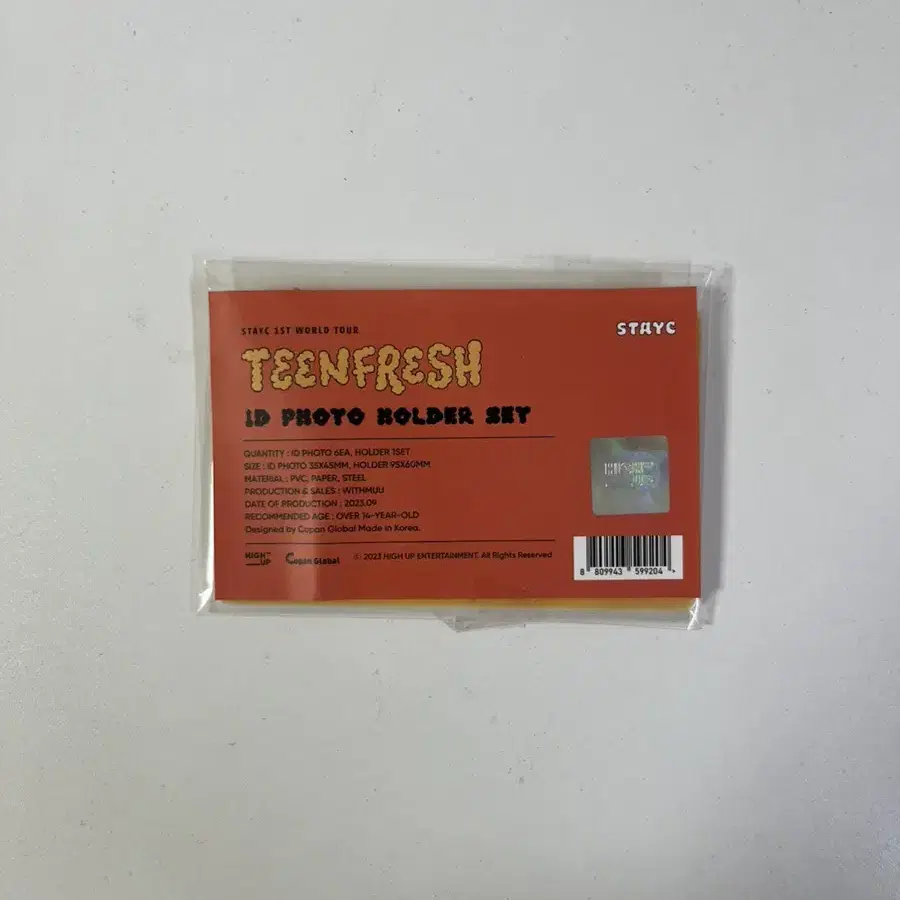 STAYC 1ST WORLD TOUR
STAYC
TEENFRESH
ID PHOTO HOLDER SET
QUANTITY : ID PHOTO 6EA, HOLDER 1SET
SIZE : ID PHOTO 35X45MM, HOLDER 95X60MM
MATERIAL : PVC, PAPER, STEEL
PRODUCTION & SALES : WITHMUU
DATE OF PRODUCTION : 2023.09
RECOMMENDED AGE : OVER 14-YEAR-OLD
Designed by Copan Global Made in Korea.
HIGH UP
Copan Global
© 2023 HIGH UP ENTERTAINMENT. All Rights Reserved
8 809943 599204 >